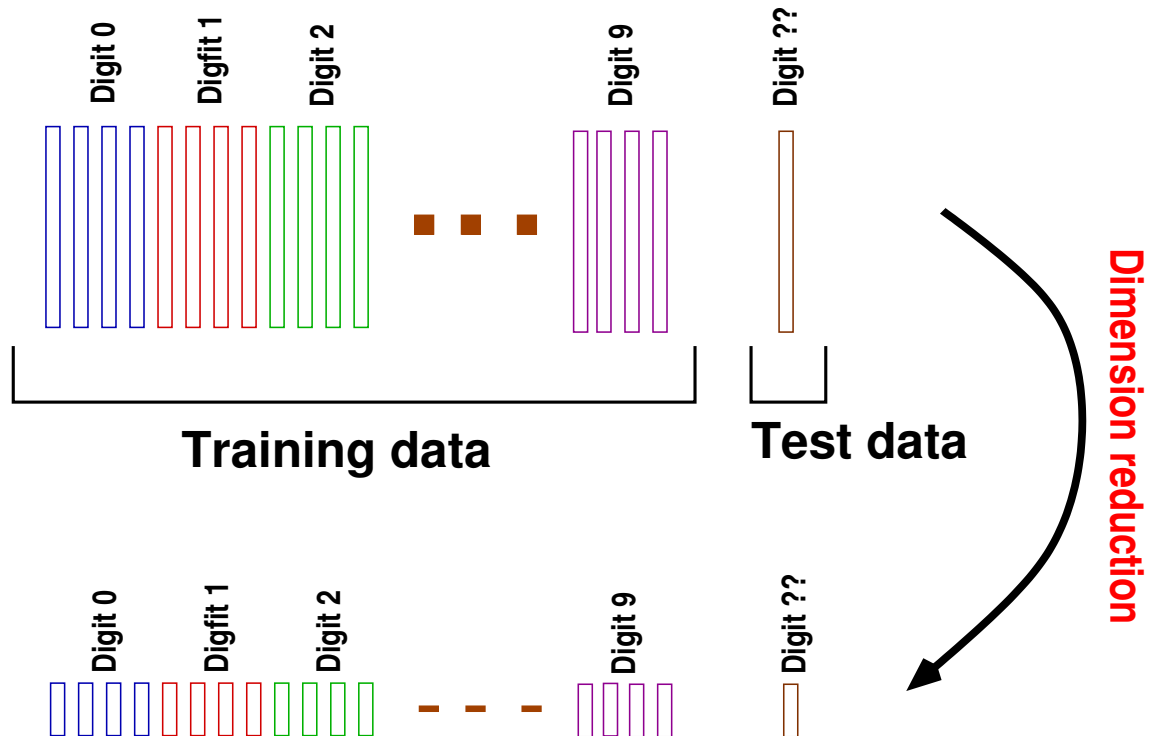 Digit 0
Digfit 1
Digit 2
Digit 9
Digit ??
Training data
Test data
Dimension reduction
Digit 0
Digfit 1
Digit 2
Digit 9
Digit ??